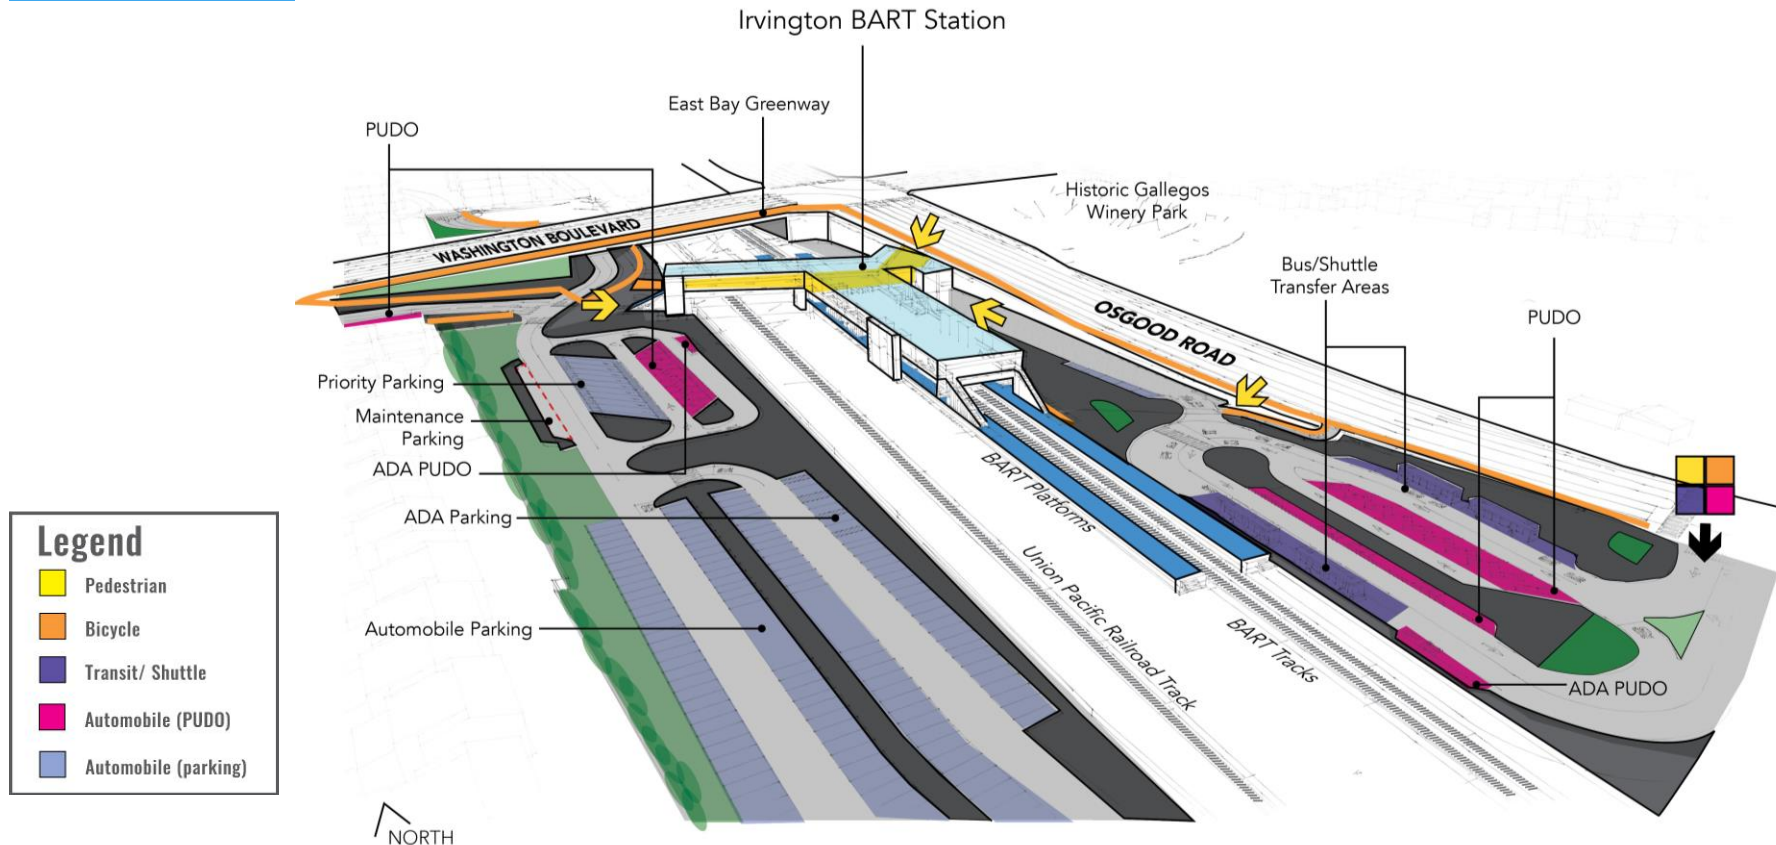 Irvington BART Station
East Bay Greenway
PUDO
Historic Gallegos
Winery Park
WASHINGTON BOULEVARD
Bus/Shuttle
Transfer Areas
OSGOOD ROAD
PUDO
Priority Parking
Maintenance
Parking
ADA PUDO
BART Platforms
ADA Parking
Union Pacific Railroad Track
Automobile Parking
BART Tracks
ADA PUDO
Legend
Pedestrian
Bicycle
Transit/ Shuttle
Automobile (PUDO)
Automobile (parking)
NORTH